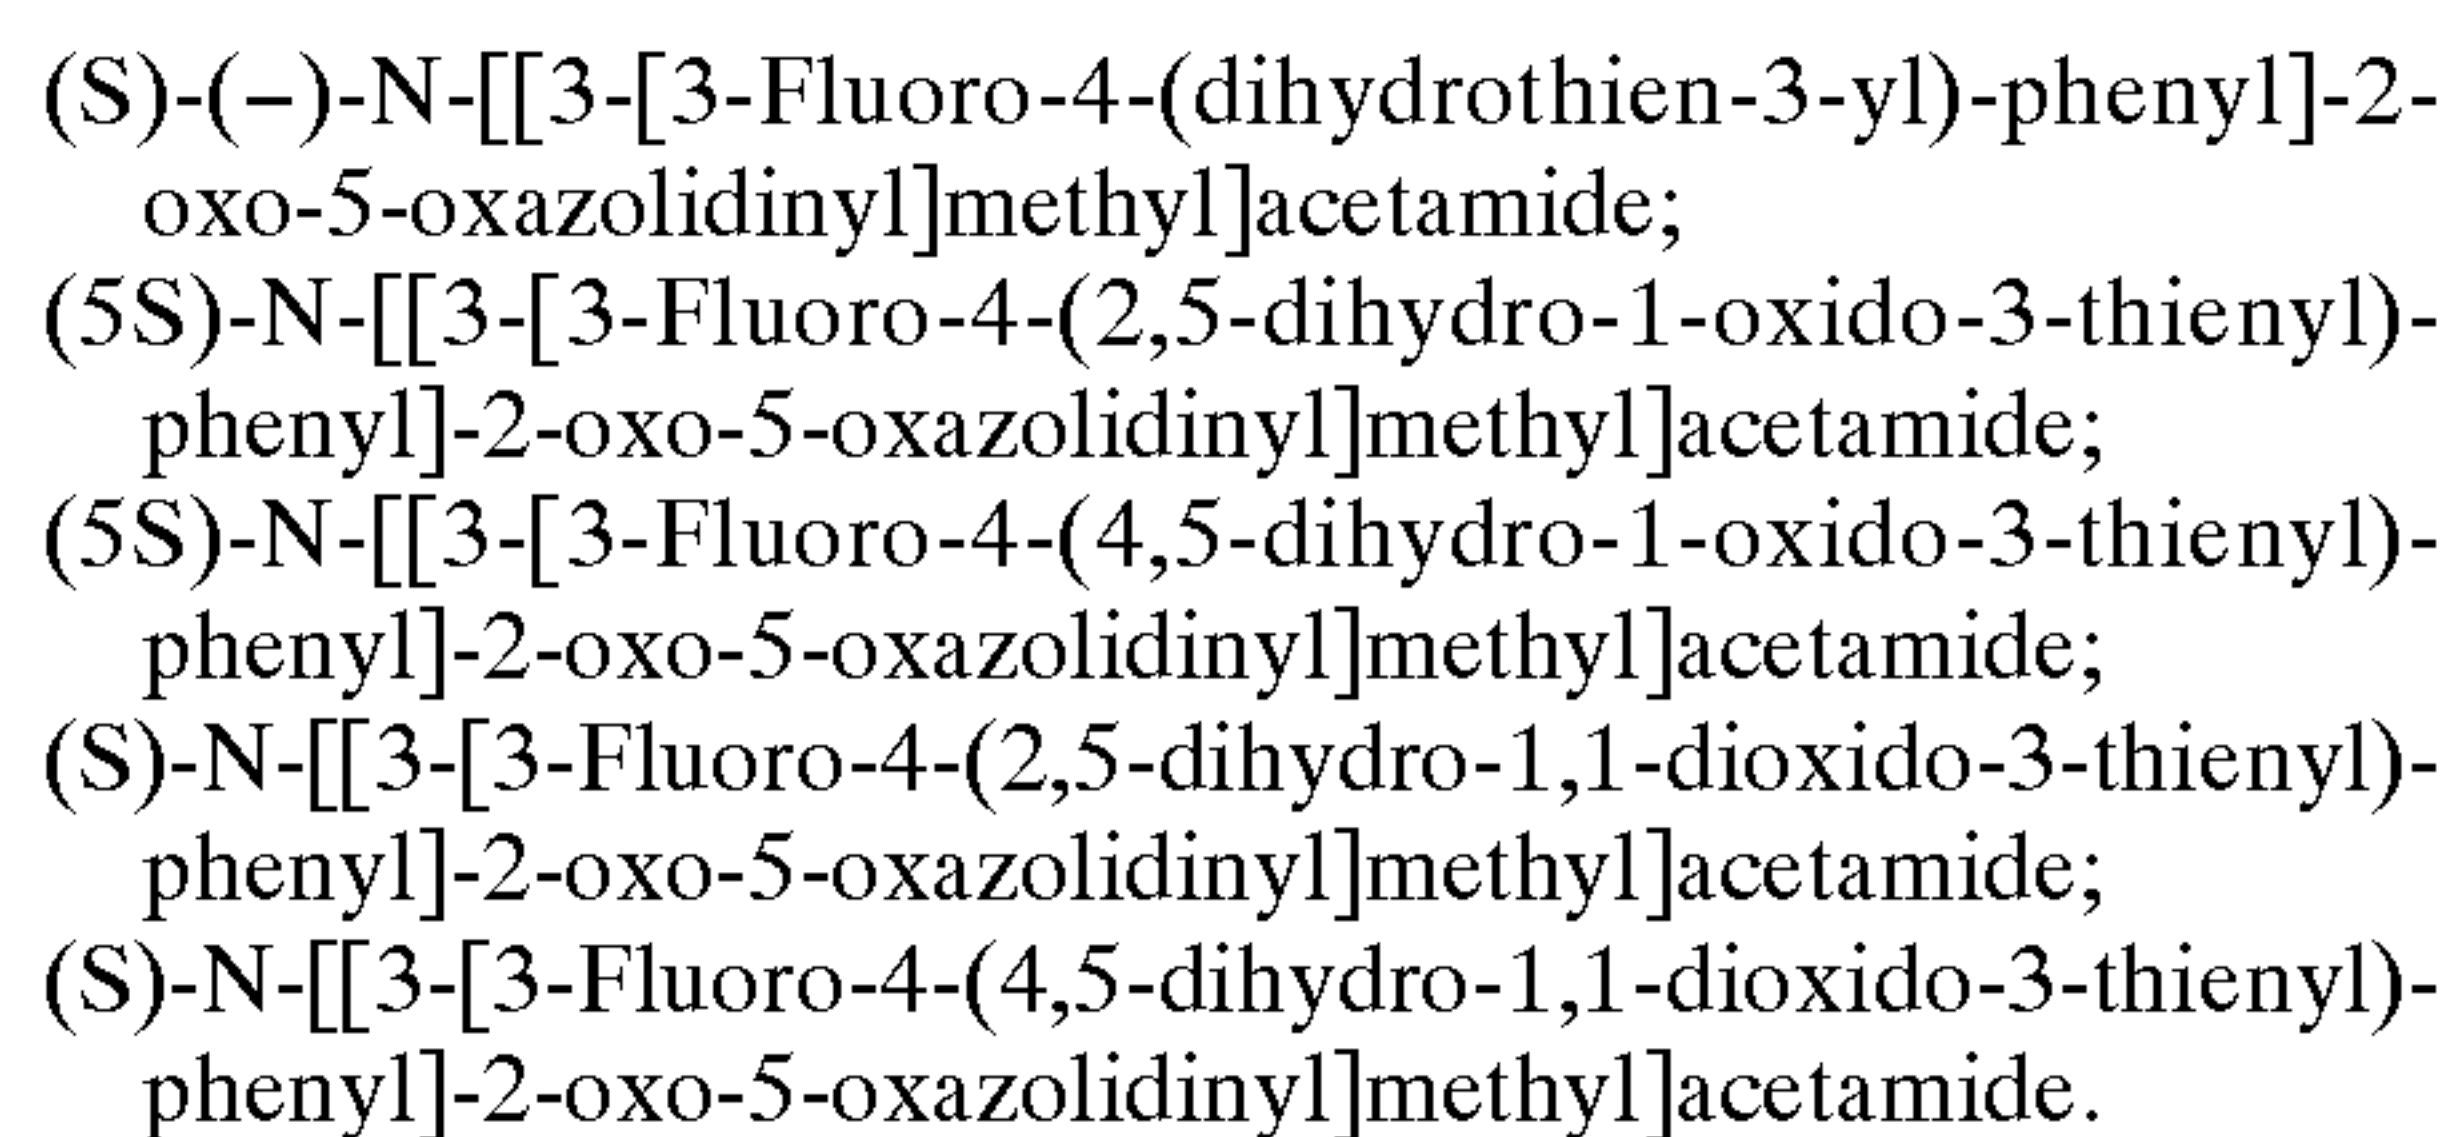 (S)-(–)-N-[[3-[3-Fluoro-4-(dihydrothien-3-yl)-phenyl]-2-
oxo-5-oxazolidinyl]methyl]acetamide;
(5S)-N-[[3-[3-Fluoro-4-(2,5-dihydro-1-oxido-3-thienyl)-
phenyl]-2-oxo-5-oxazolidinyl]methyl]acetamide;
(5S)-N-[[3-[3-Fluoro-4-(4,5-dihydro-1-oxido-3-thienyl)-
phenyl]-2-oxo-5-oxazolidinyl]methyl]acetamide;
(S)-N-[[3-[3-Fluoro-4-(2,5-dihydro-1,1-dioxido-3-thienyl)-
phenyl]-2-oxo-5-oxazolidinyl]methyl]acetamide;
(S)-N-[[3-[3-Fluoro-4-(4,5-dihydro-1,1-dioxido-3-thienyl)-
phenyl]-2-oxo-5-oxazolidinyl]methyl]acetamide.